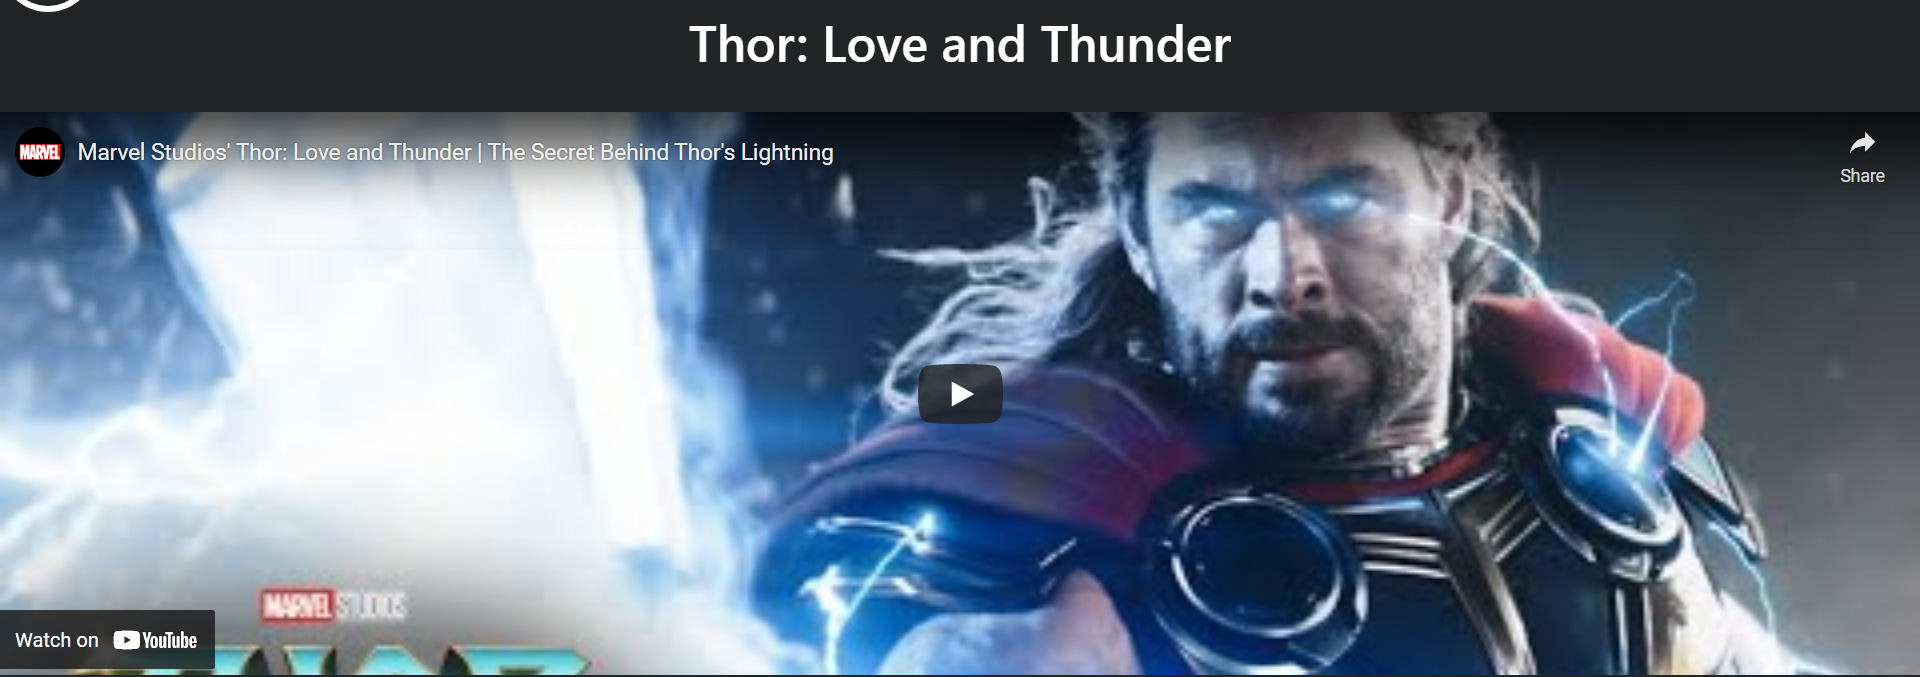 Thor: Love and Thunder
MARVEL
Marvel Studios' Thor: Love and Thunder | The Secret Behind Thor's Lightning
Share
MARVEL STUDIOS
Watch on YouTube